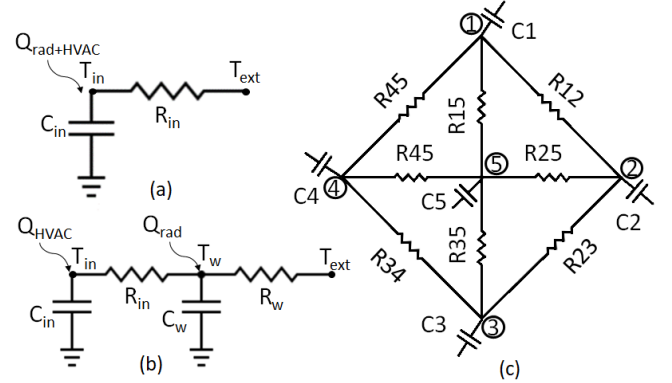 Q_rad+HVAC
T_in
T_ext
R_in
C_in
(a)
Q_HVAC
T_in
Q_rad
T_w
T_ext
R_in
R_w
C_in
C_w
(b)
1
C1
R45
R15
R12
R45
5
R25
2
4
C4
C5
C2
R34
R35
R23
C3
3
(c)